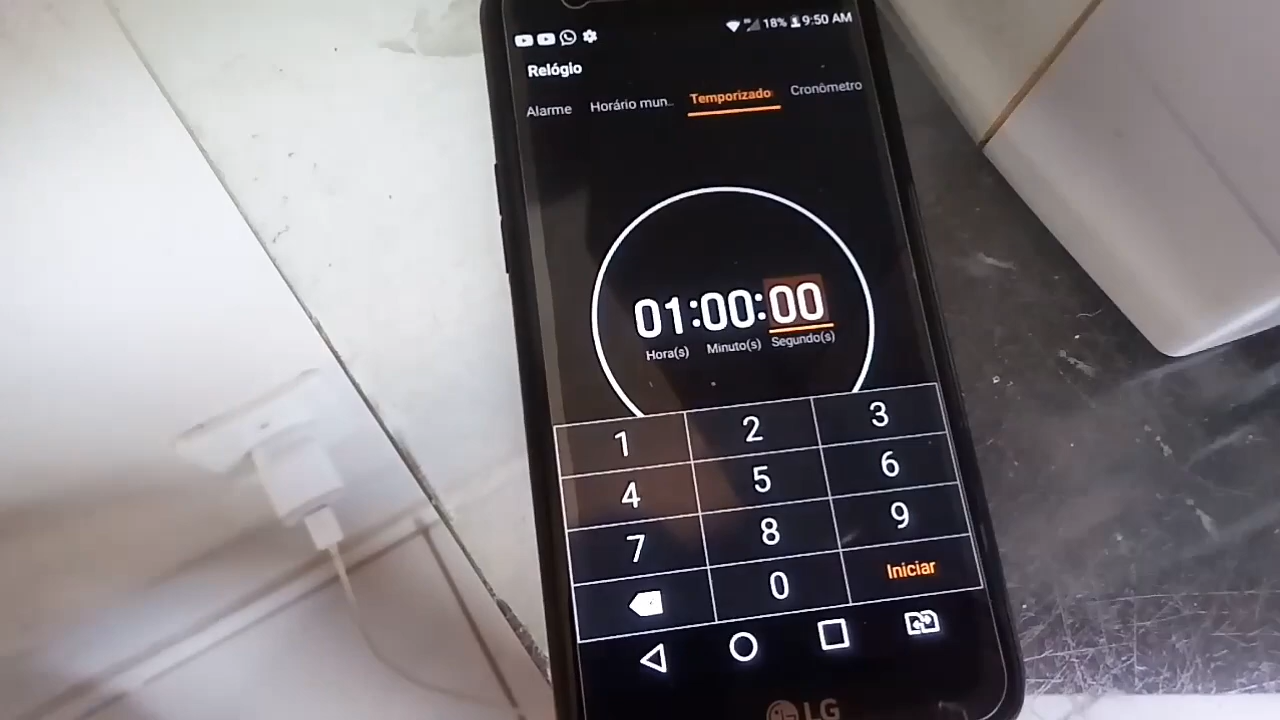 18% 9:50 AM
Relógio
Alarme Horário mun... Temporizado Cronômetro
01:00:00
Hora(s) Minuto(s) Segundo(s)
1 2 3
4 5 6
7 8 9
0 Iniciar
LG